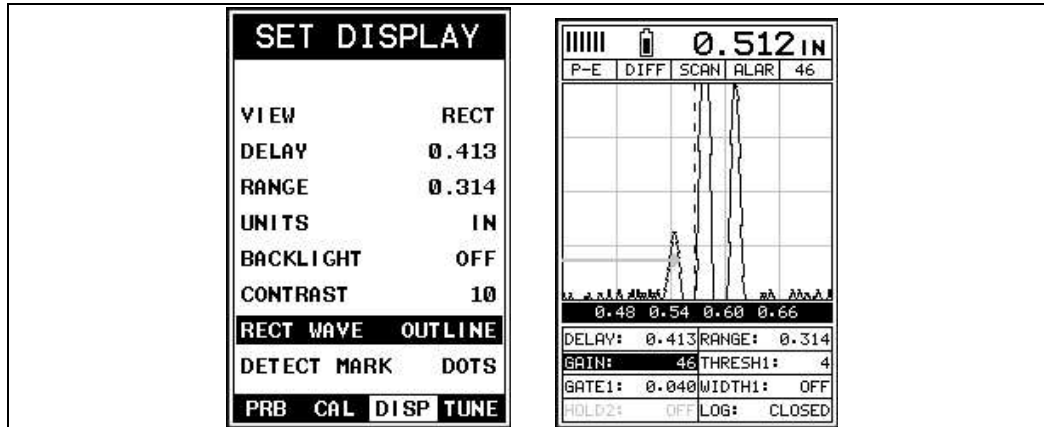 SET DISPLAY
VIEW RECT
DELAY 0.413
RANGE 0.314
UNITS IN
BACKLIGHT OFF
CONTRAST 10
RECT WAVE OUTLINE
DETECT MARK DOTS
PRB CAL DISP TUNE
0.512 IN
P-E DIFF SCAN ALAR 46
0.48 0.54 0.60 0.66
DELAY: 0.413 RANGE: 0.314
GAIN: 46 THRESH1: 4
GATE1: 0.040 WIDTH1: OFF
HOLD2: OFF LOG: CLOSED